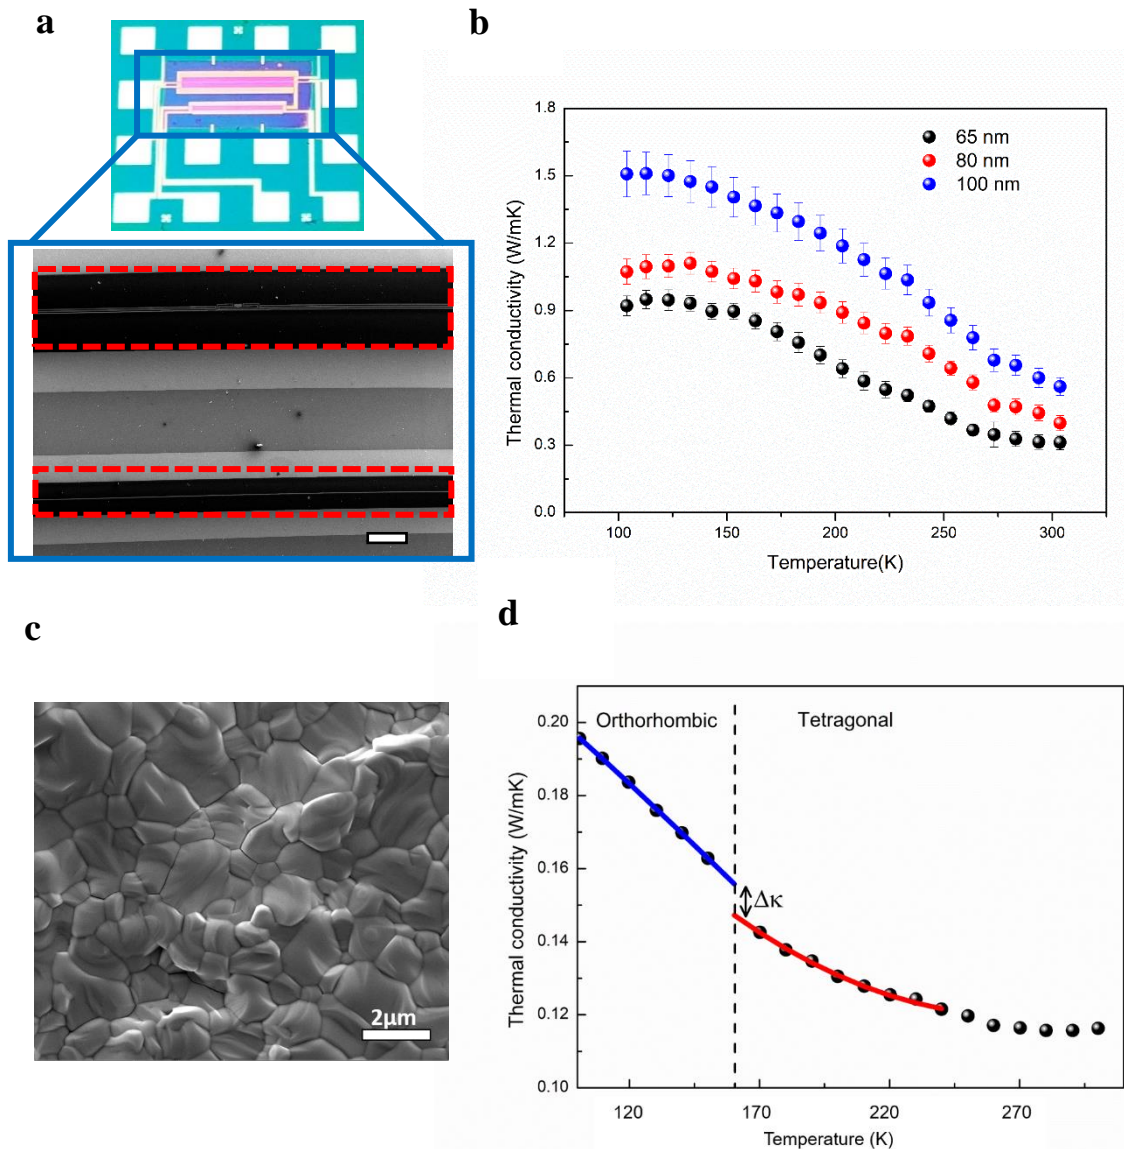 a
b
Thermal conductivity (W/mK)
1.8
1.5
1.2
0.9
0.6
0.3
0.0
65 nm
80 nm
100 nm
100
150
200
250
300
Temperature(K)
c
2μm
d
Thermal conductivity (W/mK)
0.20
0.18
0.16
0.14
0.12
0.10
Orthorhombic
Tetragonal
Δκ
120
170
220
270
Temperature (K)